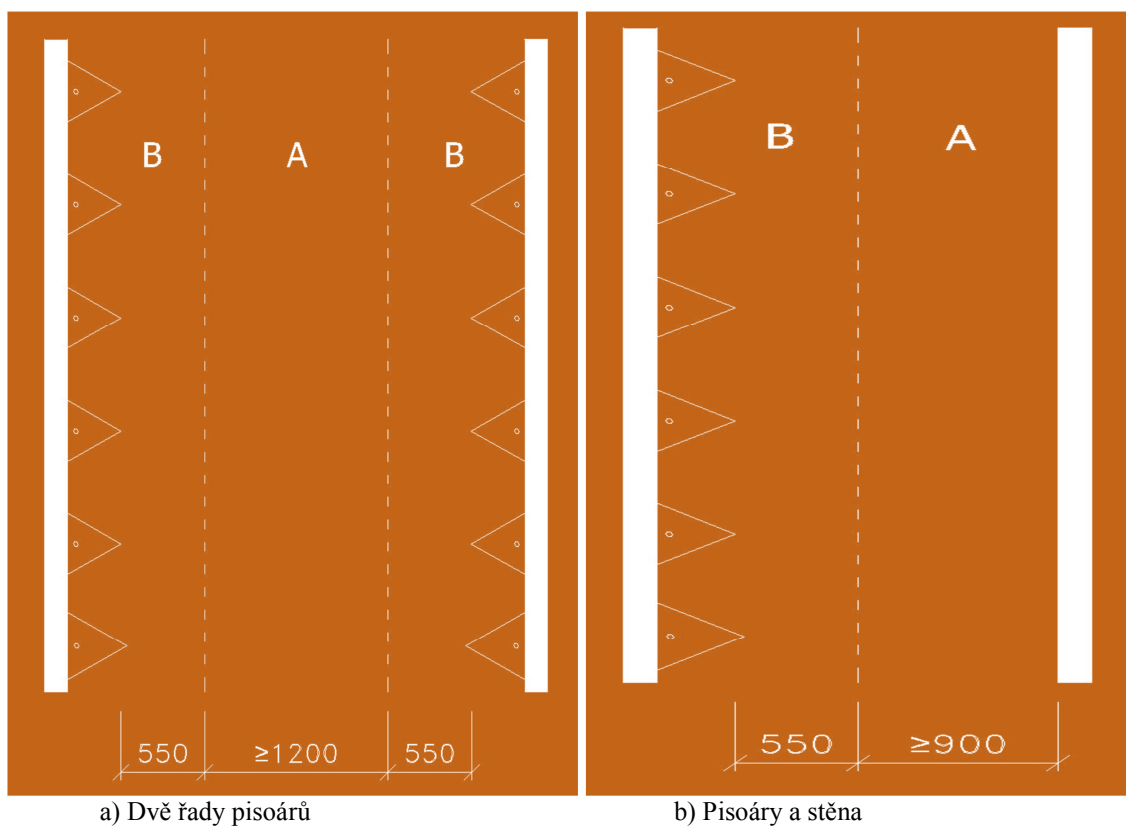 B A B
B A
550 ≥1200 550
550 ≥900
a) Dvě řady pisoárů
b) Pisoáry a stěna